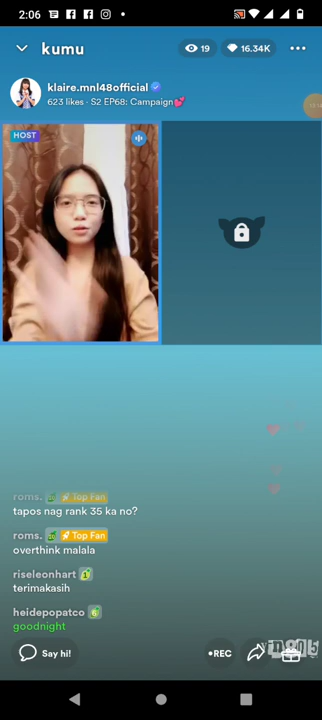 2:06
kumu
19
16.34K
klaire.mnl48official
623 likes · S2 EP68: Campaign💕
HOST
roms. Top Fan
tapos nag rank 35 ka no?
roms. Top Fan
overthink malala
riseleonhart
terimakasih
heidepopatco 6
goodnight
Say hi!
•REC